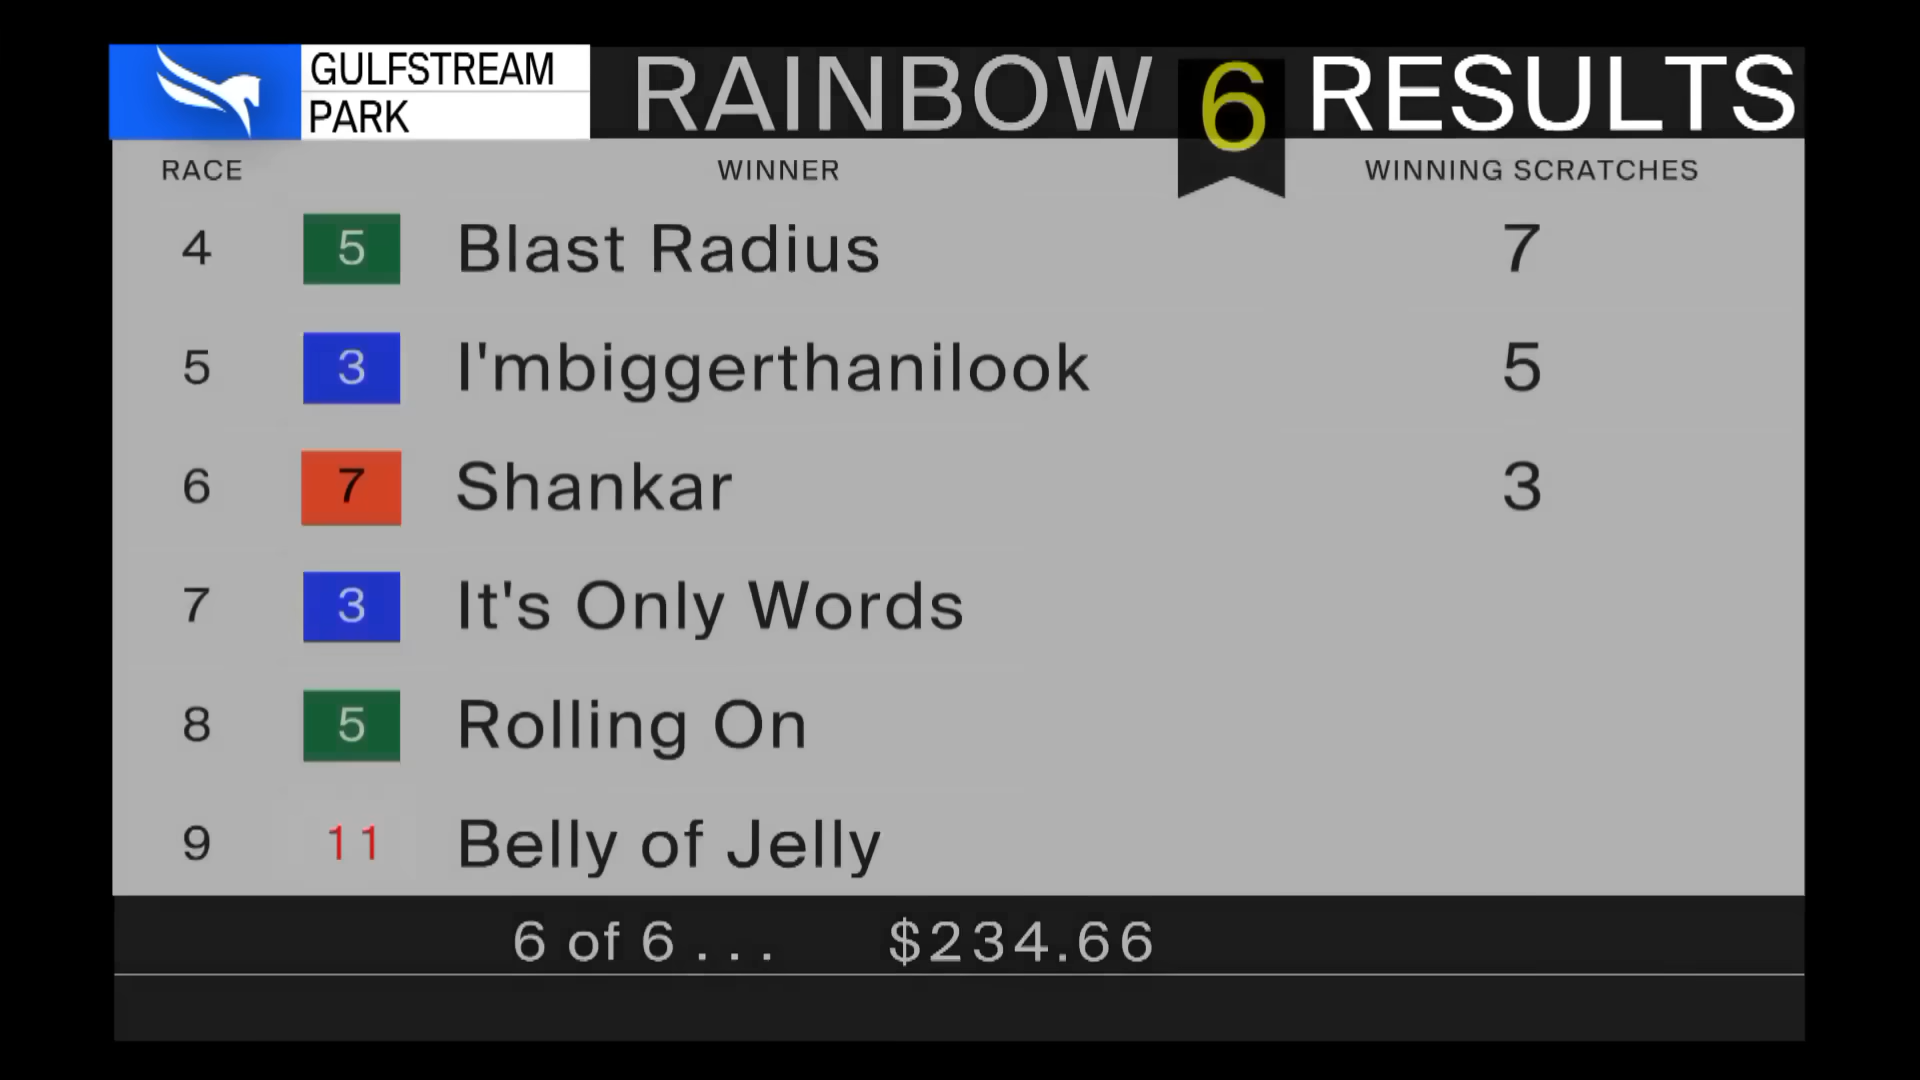 GULFSTREAM
PARK
RAINBOW 6 RESULTS
RACE WINNER WINNING SCRATCHES
4 5 Blast Radius 7
5 3 I'mbiggerthanilook 5
6 7 Shankar 3
7 3 It's Only Words
8 5 Rolling On
9 11 Belly of Jelly
6 of 6 . . . $234.66